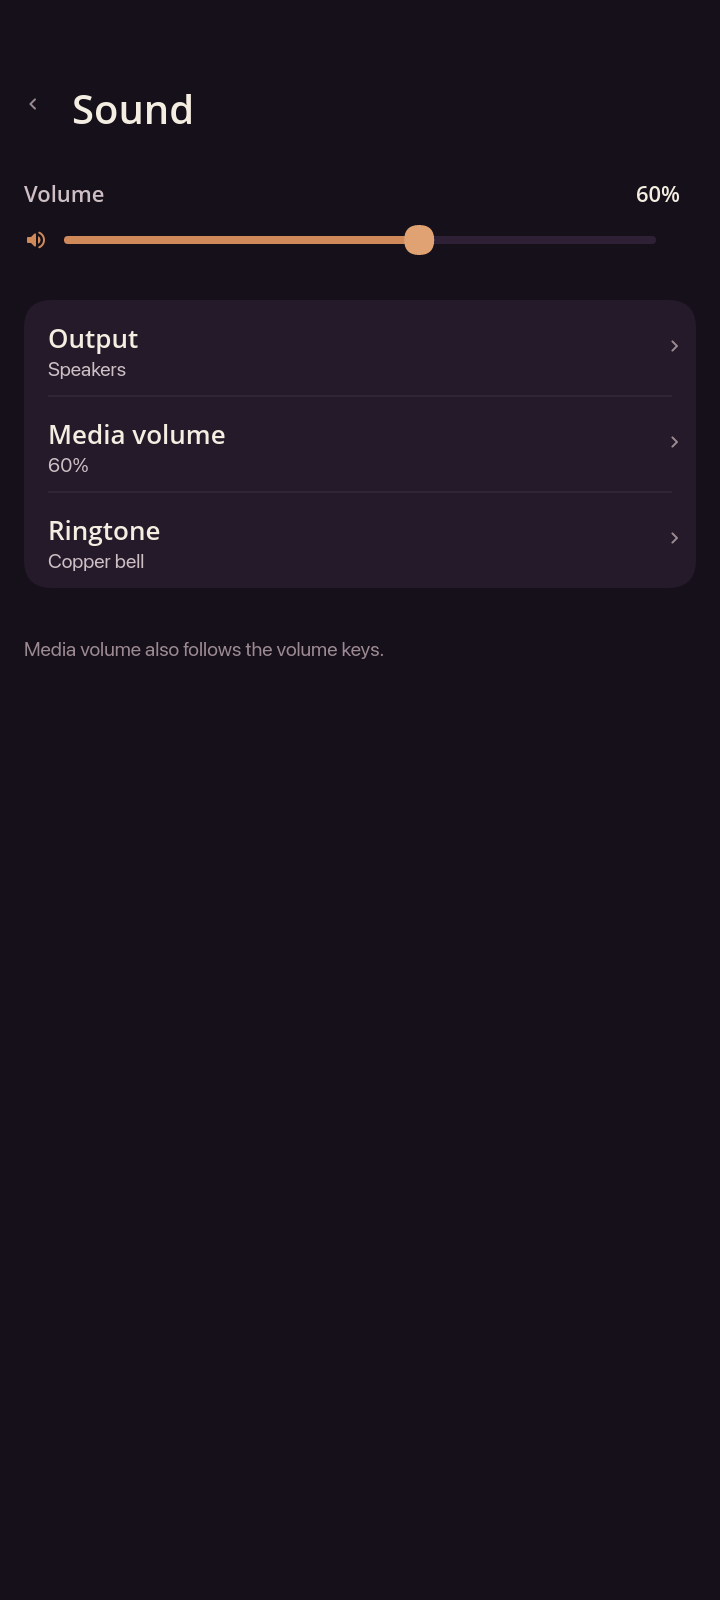 Sound
Volume 60%
Output
Speakers
Media volume
60%
Ringtone
Copper bell
Media volume also follows the volume keys.